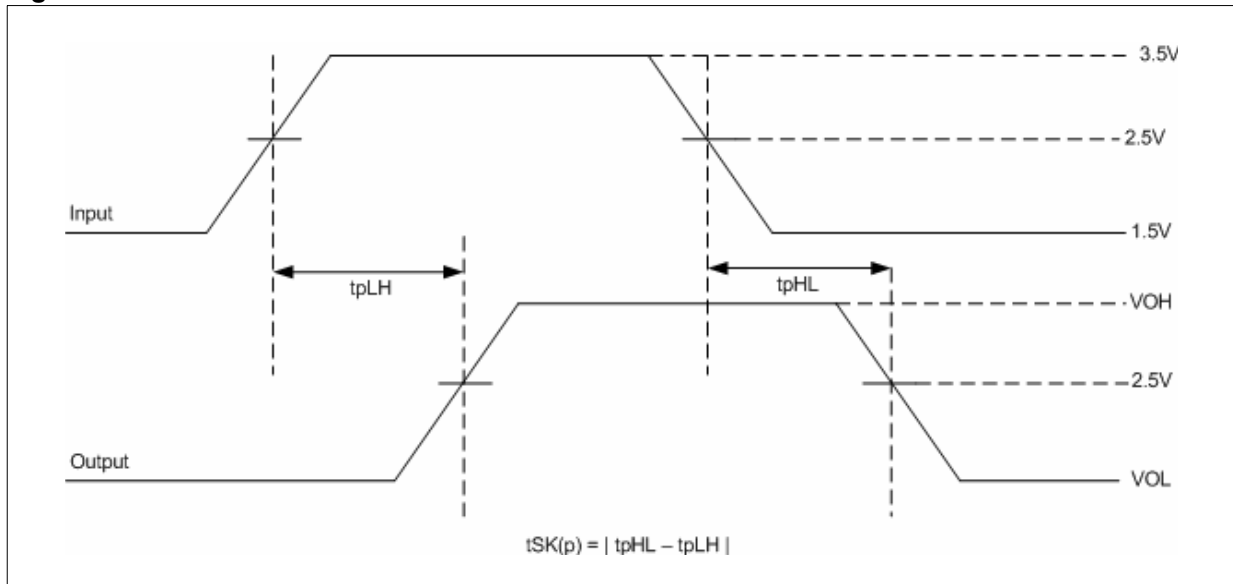 3.5V
2.5V
Input
1.5V
tpLH
tpHL
VOH
2.5V
Output
VOL
tSK(p) = | tpHL – tpLH |